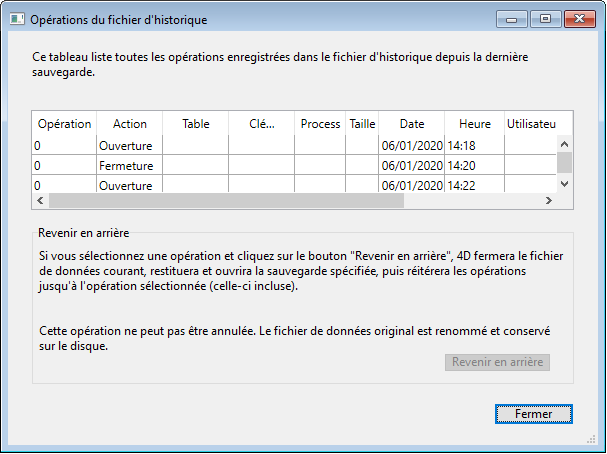 Opérations du fichier d'historique
Ce tableau liste toutes les opérations enregistrées dans le fichier d'historique depuis la dernière
sauvegarde.
Opération Action Table Clé... Process Taille Date Heure Utilisateu
0 Ouverture 06/01/2020 14:18
0 Fermeture 06/01/2020 14:20
0 Ouverture 06/01/2020 14:22
Revenir en arrière
Si vous sélectionnez une opération et cliquez sur le bouton "Revenir en arrière", 4D fermera le fichier
de données courant, restituera et ouvrira la sauvegarde spécifiée, puis réitérera les opérations
jusqu'à l'opération sélectionnée (celle-ci incluse).
Cette opération ne peut pas être annulée. Le fichier de données original est renommé et conservé
sur le disque.
Revenir en arrière
Fermer